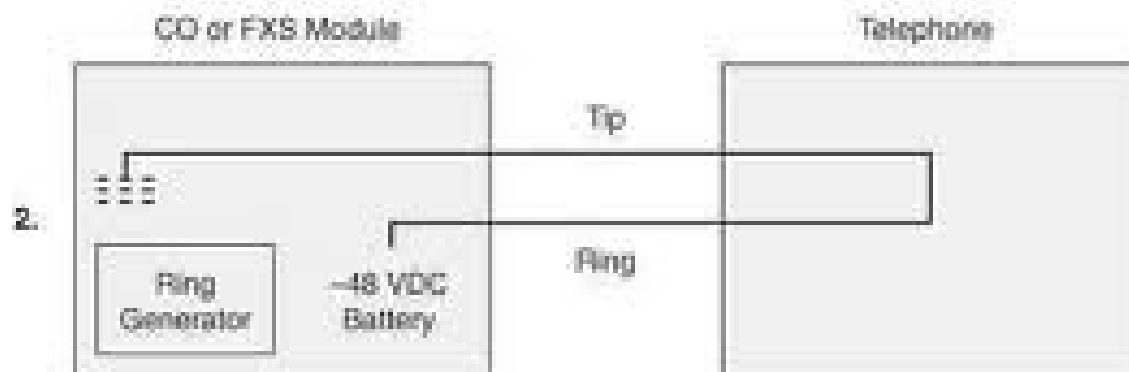 CO or FXS Module
Telephone
Tip
2.
Ring
Ring
Generator
–48 VDC
Battery